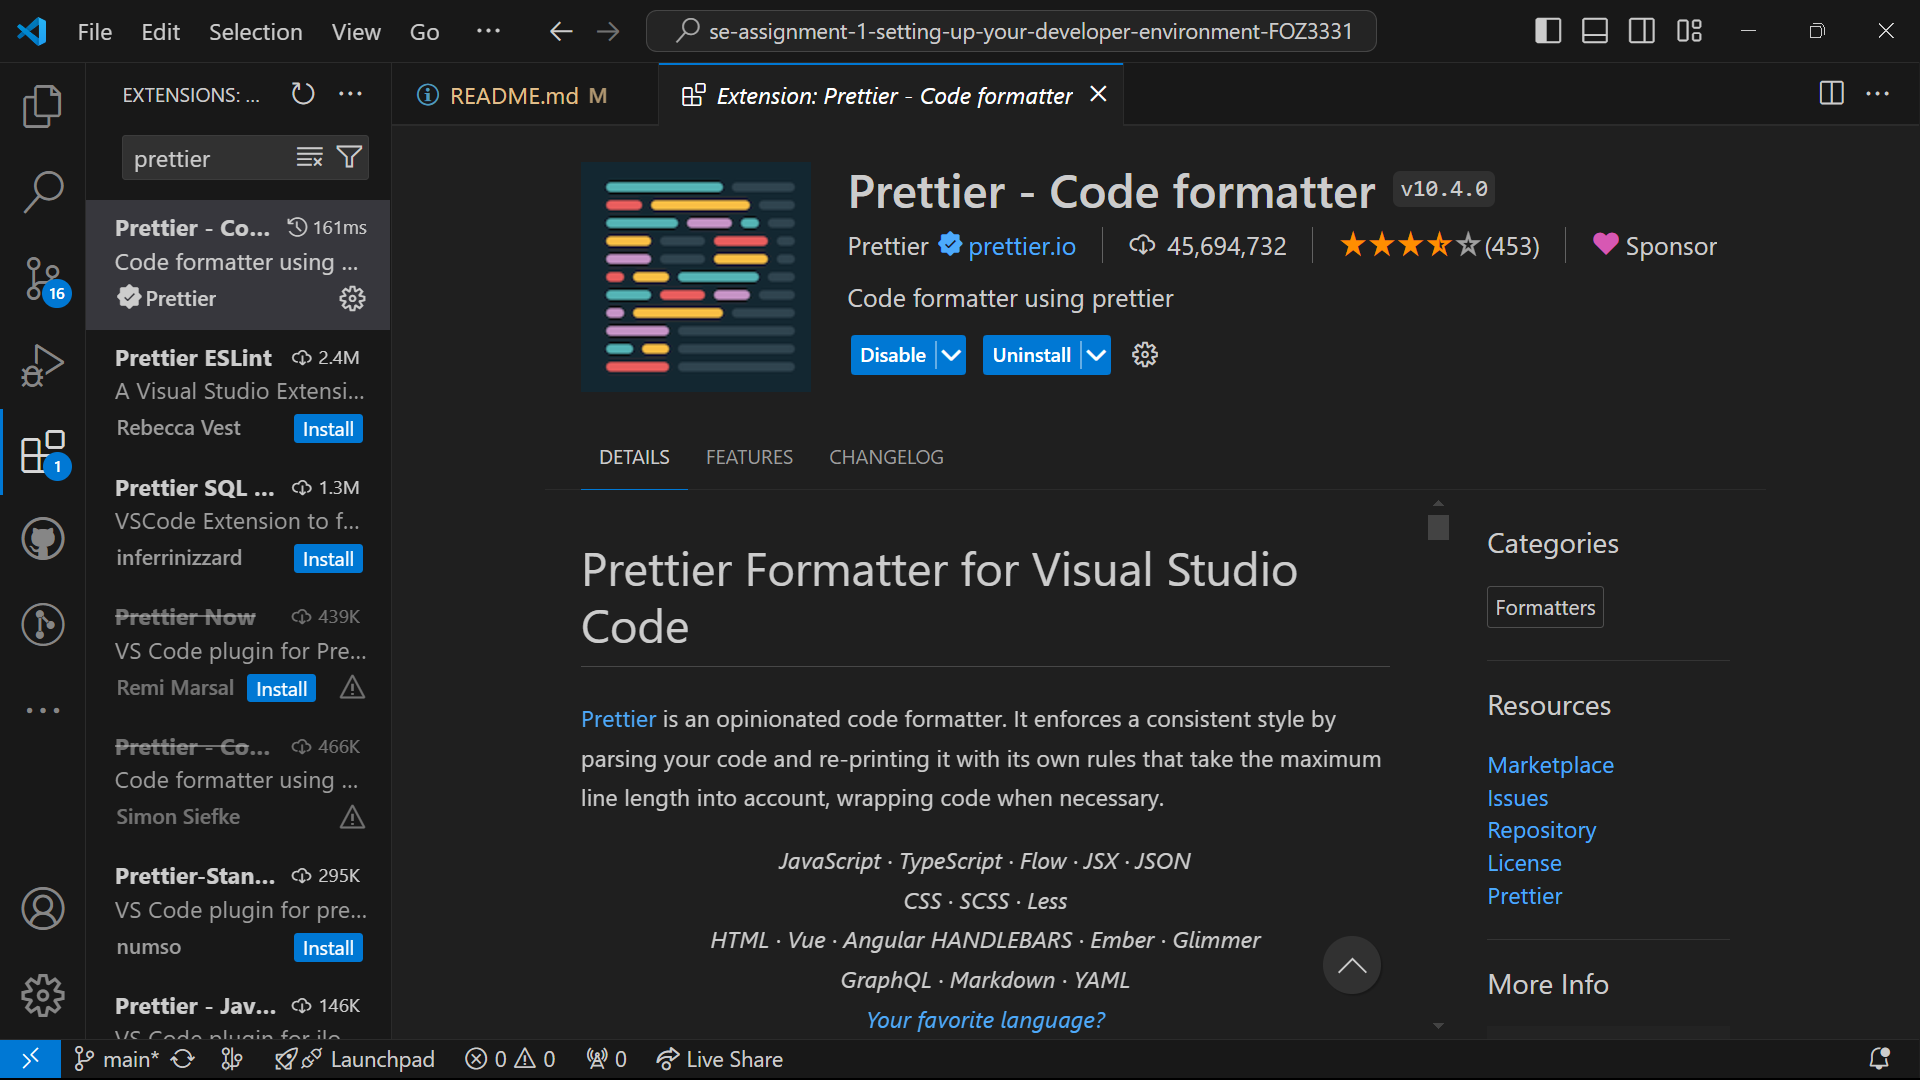 File Edit Selection View Go ··· se-assignment-1-setting-up-your-developer-environment-FOZ3331
EXTENSIONS: ...
README.md M
Extension: Prettier - Code formatter
prettier
Prettier - Co... 161ms
Code formatter using ...
Prettier
16
Prettier ESLint 2.4M
A Visual Studio Extensi...
Rebecca Vest Install
1
Prettier SQL ... 1.3M
VSCode Extension to f...
inferrinizzard Install
Prettier Now 439K
VS Code plugin for Pre...
Remi Marsal Install
Prettier - Co... 466K
Code formatter using ...
Simon Siefke
Prettier-Stan... 295K
VS Code plugin for pre...
numso Install
Prettier - Jav... 146K
Prettier - Code formatter v10.4.0
Prettier prettier.io 45,694,732 (453) Sponsor
Code formatter using prettier
Disable Uninstall
DETAILS FEATURES CHANGELOG
Prettier Formatter for Visual Studio
Code
Prettier is an opinionated code formatter. It enforces a consistent style by
parsing your code and re-printing it with its own rules that take the maximum
line length into account, wrapping code when necessary.
JavaScript · TypeScript · Flow · JSX · JSON
CSS · SCSS · Less
HTML · Vue · Angular HANDLEBARS · Ember · Glimmer
GraphQL · Markdown · YAML
Your favorite language?
Categories
Formatters
Resources
Marketplace
Issues
Repository
License
Prettier
More Info
main* Launchpad 0 0 0 Live Share